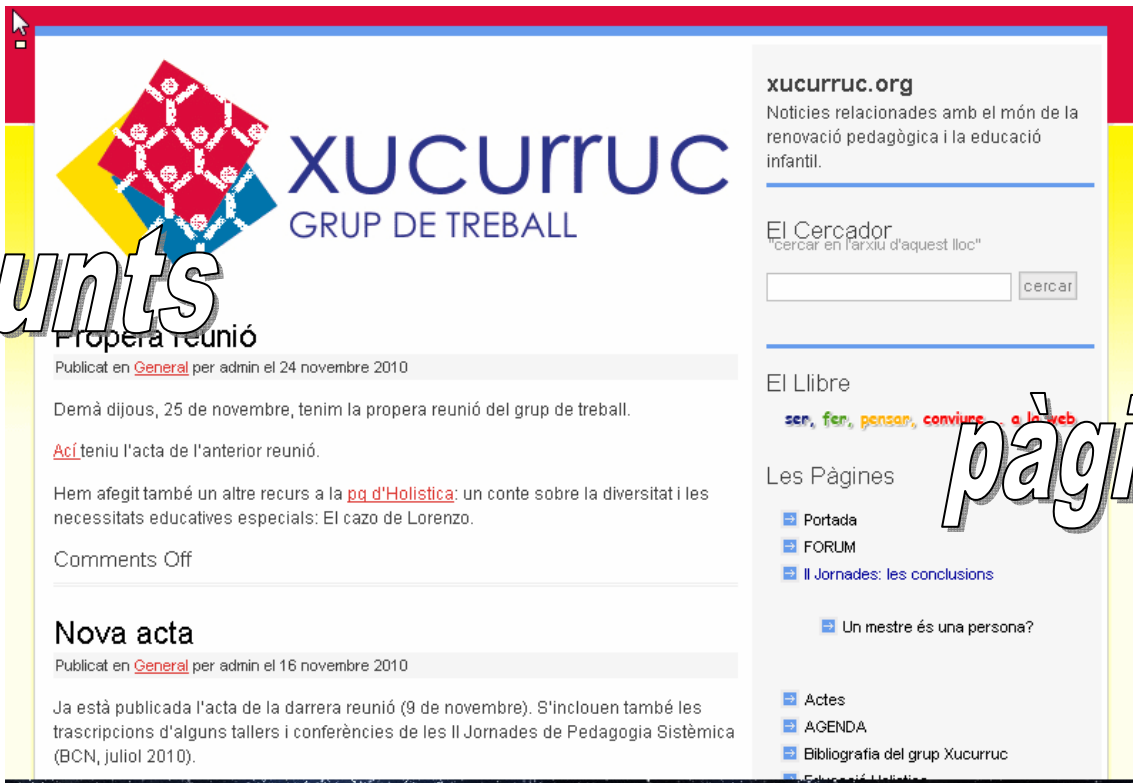 xucurruc
GRUP DE TREBALL
unts
Propera reunió
Publicat en General per admin el 24 novembre 2010
Demà dijous, 25 de novembre, tenim la propera reunió del grup de treball.
Ací teniu l'acta de l'anterior reunió.
Hem afegit també un altre recurs a la pg d'Holistica: un conte sobre la diversitat i les
necessitats educatives especials: El cazo de Lorenzo.
Comments Off
Nova acta
Publicat en General per admin el 16 novembre 2010
Ja està publicada l'acta de la darrera reunió (9 de novembre). S'inclouen també les
trascripcions d'alguns tallers i conferències de les II Jornades de Pedagogia Sistèmica
(BCN, juliol 2010).
xucurruc.org
Noticies relacionades amb el món de la
renovació pedagògica i la educació
infantil.
El Cercador
"cercar en l'arxiu d'aquest lloc"
cercar
El Llibre
ser, fer, pensar, conviure... a la web
pàgi
Les Pàgines
Portada
FORUM
II Jornades: les conclusions
Un mestre és una persona?
Actes
AGENDA
Bibliografia del grup Xucurruc
Educació Holistica